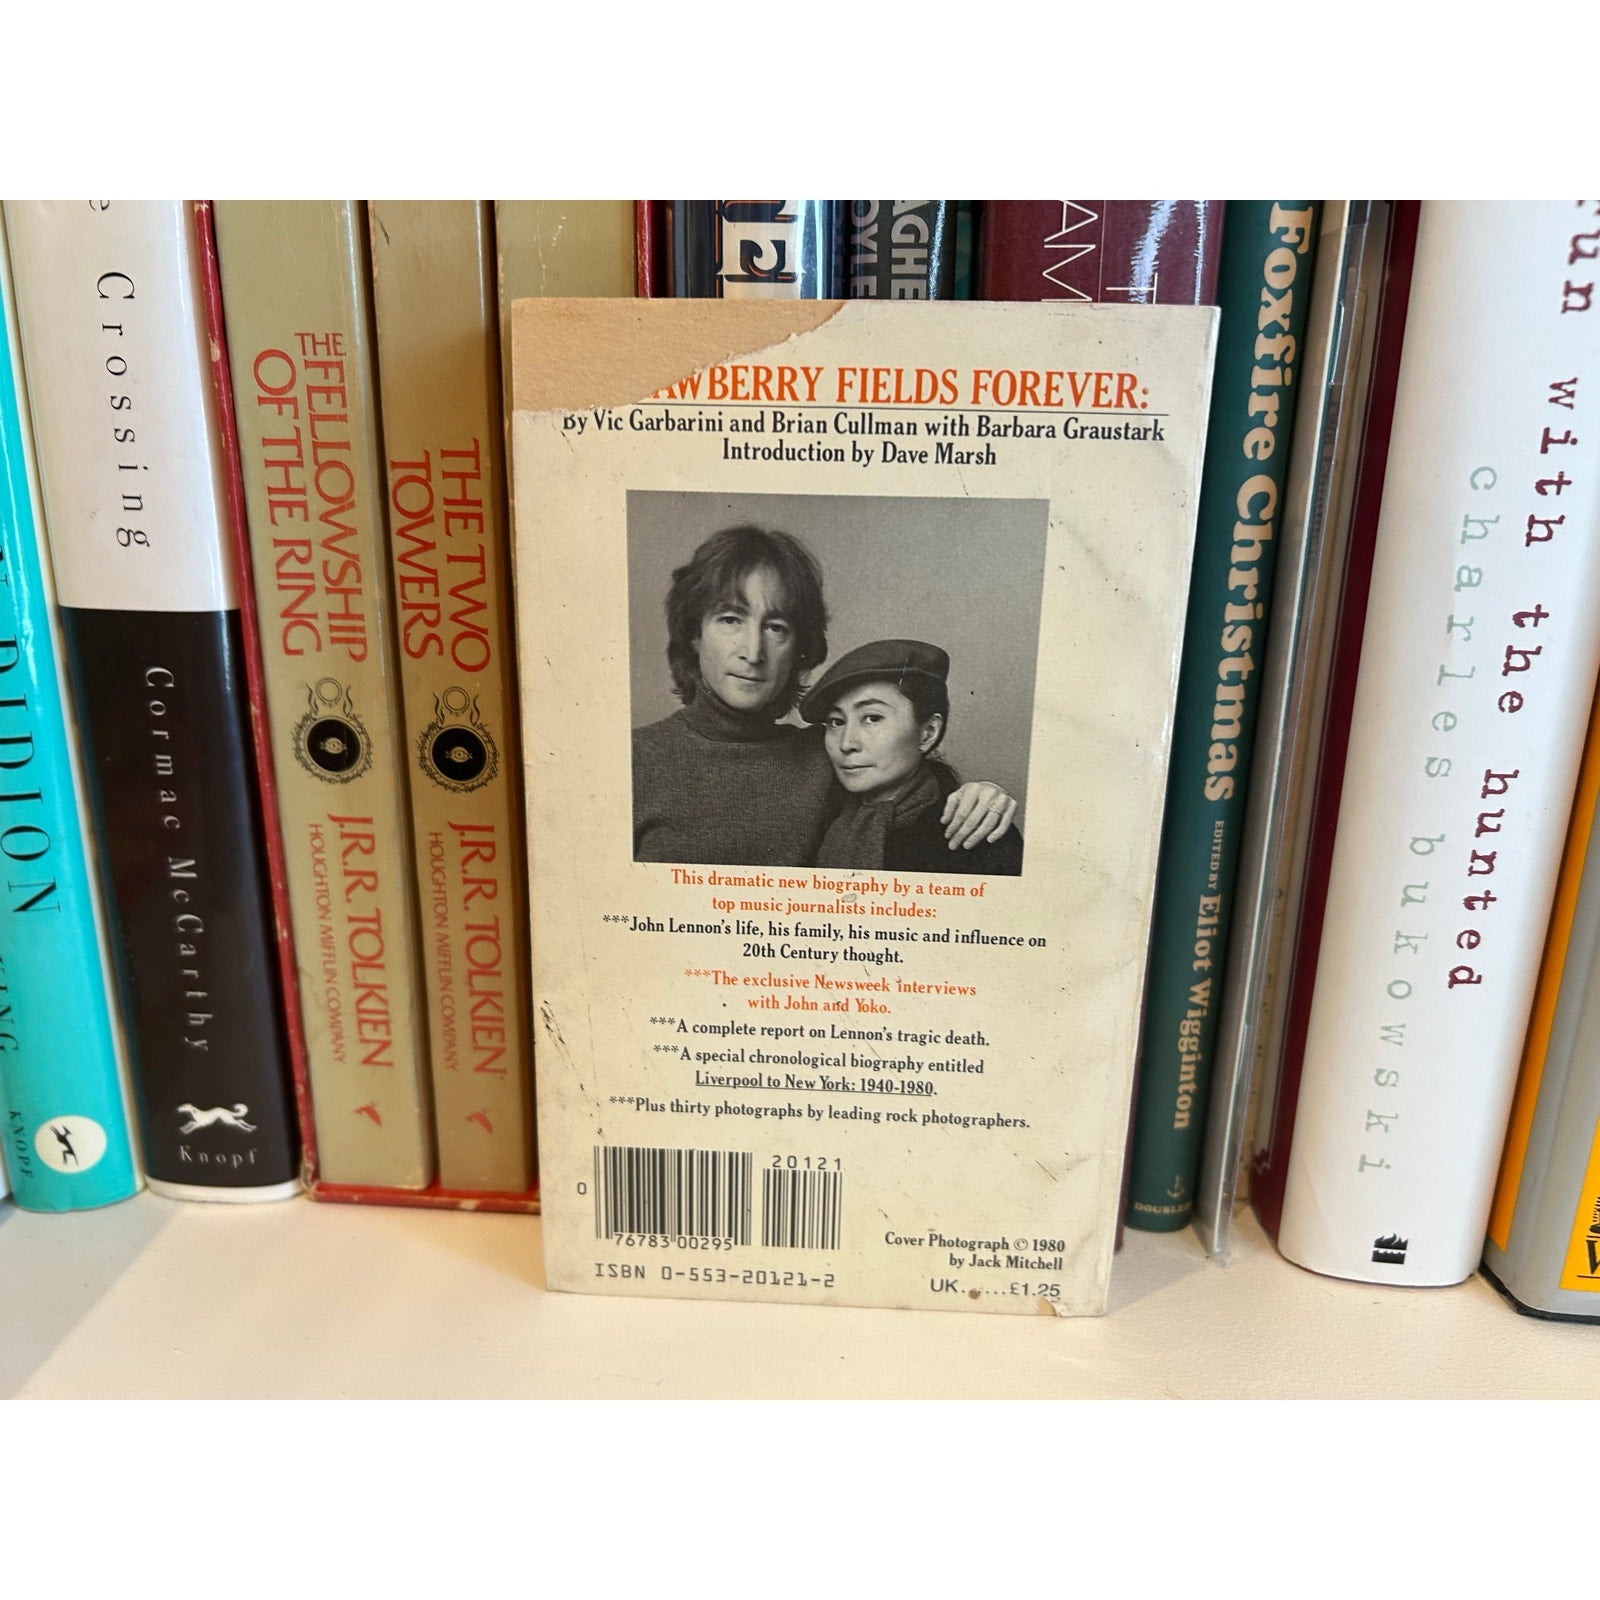 e Crossing
Cormac McCarthy
Knopf
KNOPF
THE FELLOWSHIP
OF THE RING
J.R.R. TOLKIEN
HOUGHTON MIFFLIN COMPANY
THE TWO
TOWERS
J.R.R. TOLKIEN
HOUGHTON MIFFLIN COMPANY
AWBERRY FIELDS FOREVER:
By Vic Garbarini and Brian Cullman with Barbara Graustark
Introduction by Dave Marsh
This dramatic new biography by a team of
top music journalists includes:
***John Lennon's life, his family, his music and influence on
20th Century thought.
***The exclusive Newsweek interviews
with John and Yoko.
***A complete report on Lennon's tragic death.
***A special chronological biography entitled
Liverpool to New York: 1940-1980.
***Plus thirty photographs by leading rock photographers.
20121
0
76783 00295
ISBN 0-553-20121-2
Cover Photograph © 1980
by Jack Mitchell
UK......£1.25
Foxfire Christmas
EDITED BY Eliot Wigginton
run with the hunted
charles bukowski